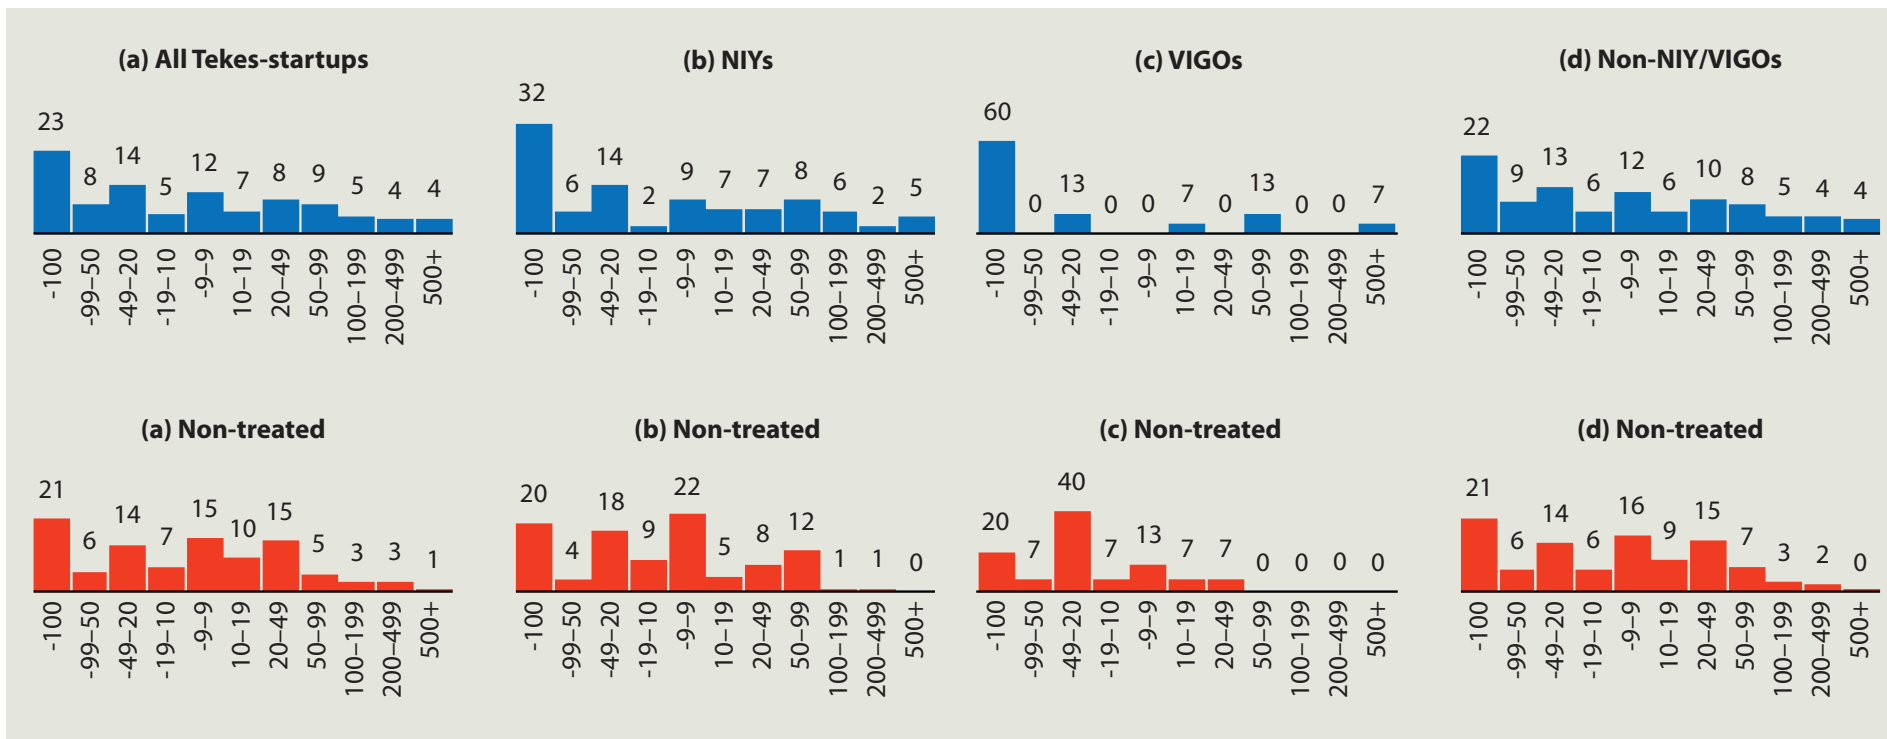 (a) All Tekes-startups
23 8 14 5 12 7 8 9 5 4 4
-100 -99–50 -49–20 -19–10 -9–9 10–19 20–49 50–99 100–199 200–499 500+
(b) NIYs
32 6 14 2 9 7 7 8 6 2 5
-100 -99–50 -49–20 -19–10 -9–9 10–19 20–49 50–99 100–199 200–499 500+
(c) VIGOs
60 0 13 0 0 7 0 13 0 0 7
-100 -99–50 -49–20 -19–10 -9–9 10–19 20–49 50–99 100–199 200–499 500+
(d) Non-NIY/VIGOs
22 9 13 6 12 6 10 8 5 4 4
-100 -99–50 -49–20 -19–10 -9–9 10–19 20–49 50–99 100–199 200–499 500+
(a) Non-treated
21 6 14 7 15 10 15 5 3 3 1
-100 -99–50 -49–20 -19–10 -9–9 10–19 20–49 50–99 100–199 200–499 500+
(b) Non-treated
20 4 18 9 22 5 8 12 1 1 0
-100 -99–50 -49–20 -19–10 -9–9 10–19 20–49 50–99 100–199 200–499 500+
(c) Non-treated
20 7 40 7 13 7 7 0 0 0 0
-100 -99–50 -49–20 -19–10 -9–9 10–19 20–49 50–99 100–199 200–499 500+
(d) Non-treated
21 6 14 6 16 9 15 7 3 2 0
-100 -99–50 -49–20 -19–10 -9–9 10–19 20–49 50–99 100–199 200–499 500+